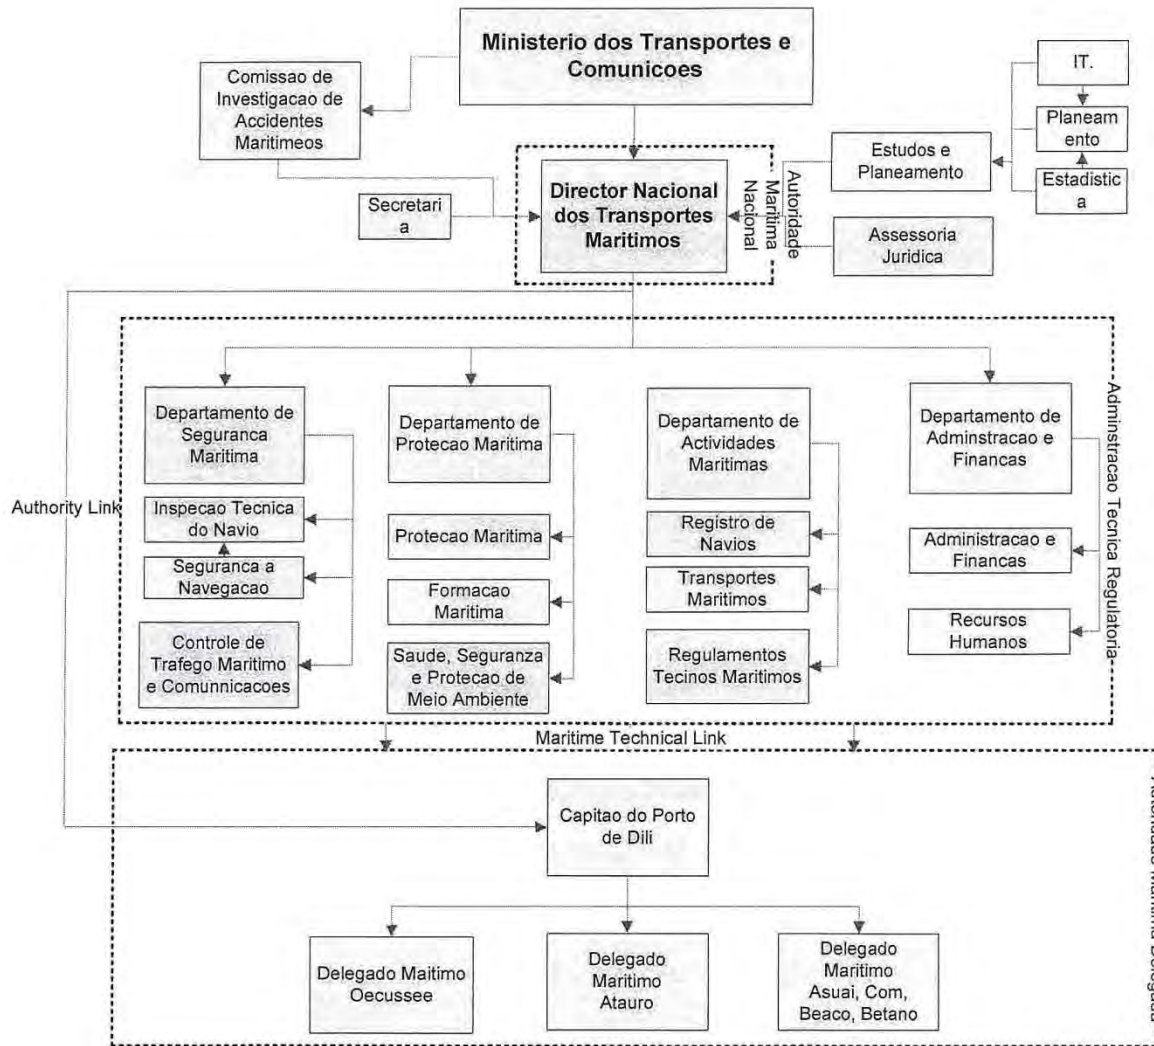 Ministerio dos Transportes e
Comunicoes
Comissao de
Investigacao de
Accidentes
Maritimeos
IT.
Planeam
ento
Estadistic
a
Estudos e
Planeamento
Assessoria
Juridica
Secretari
a
Director Nacional
dos Transportes
Maritimos
Autoridade
Maritima
Nacional
Departamento de
Seguranca
Maritima
Departamento de
Protecao Maritima
Departamento de
Actividades
Maritimas
Departamento de
Adminstracao e
Financas
Adminstracao Tecnica Regulatoria
Authority Link
Inspecao Tecnica
do Navio
Seguranca a
Navegacao
Controle de
Trafego Maritimo
e Comunnicacoes
Protecao Maritima
Formacao
Maritima
Saude, Seguranza
e Protecao de
Meio Ambiente
Registro de
Navios
Transportes
Maritimos
Regulamentos
Tecinos Maritimos
Administracao e
Financas
Recursos
Humanos
Maritime Technical Link
Capitao do Porto
de Dili
Delegado Maitimo
Oecussee
Delegado
Maritimo
Atauro
Delegado
Maritimo
Asuai, Com,
Beaco, Betano